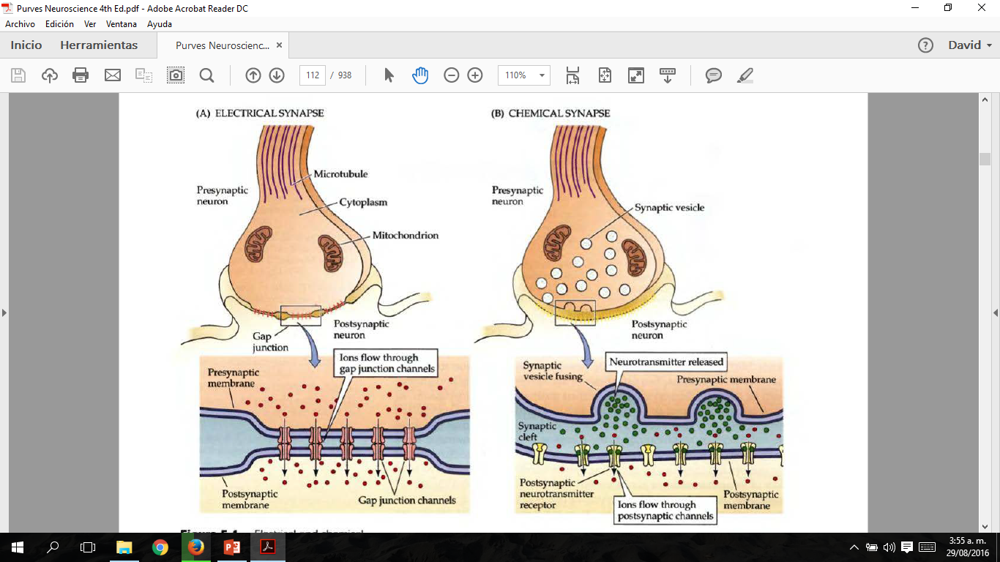 Purves Neuroscience 4th Ed.pdf - Adobe Acrobat Reader DC
Archivo Edición Ver Ventana Ayuda
Inicio Herramientas Purves Neuroscienc... × David
112 / 938 110%
(A) ELECTRICAL SYNAPSE
Microtubule
Presynaptic
neuron
Cytoplasm
Mitochondrion
Gap
junction
Postsynaptic
neuron
Ions flow through
gap junction channels
Presynaptic
membrane
Postsynaptic
membrane
Gap junction channels
(B) CHEMICAL SYNAPSE
Presynaptic
neuron
Synaptic vesicle
Postsynaptic
neuron
Synaptic
vesicle fusing
Neurotransmitter released
Presynaptic membrane
Synaptic
cleft
Postsynaptic
neurotransmitter
receptor
Ions flow through
postsynaptic channels
Postsynaptic
membrane
3:55 a. m.
29/08/2016